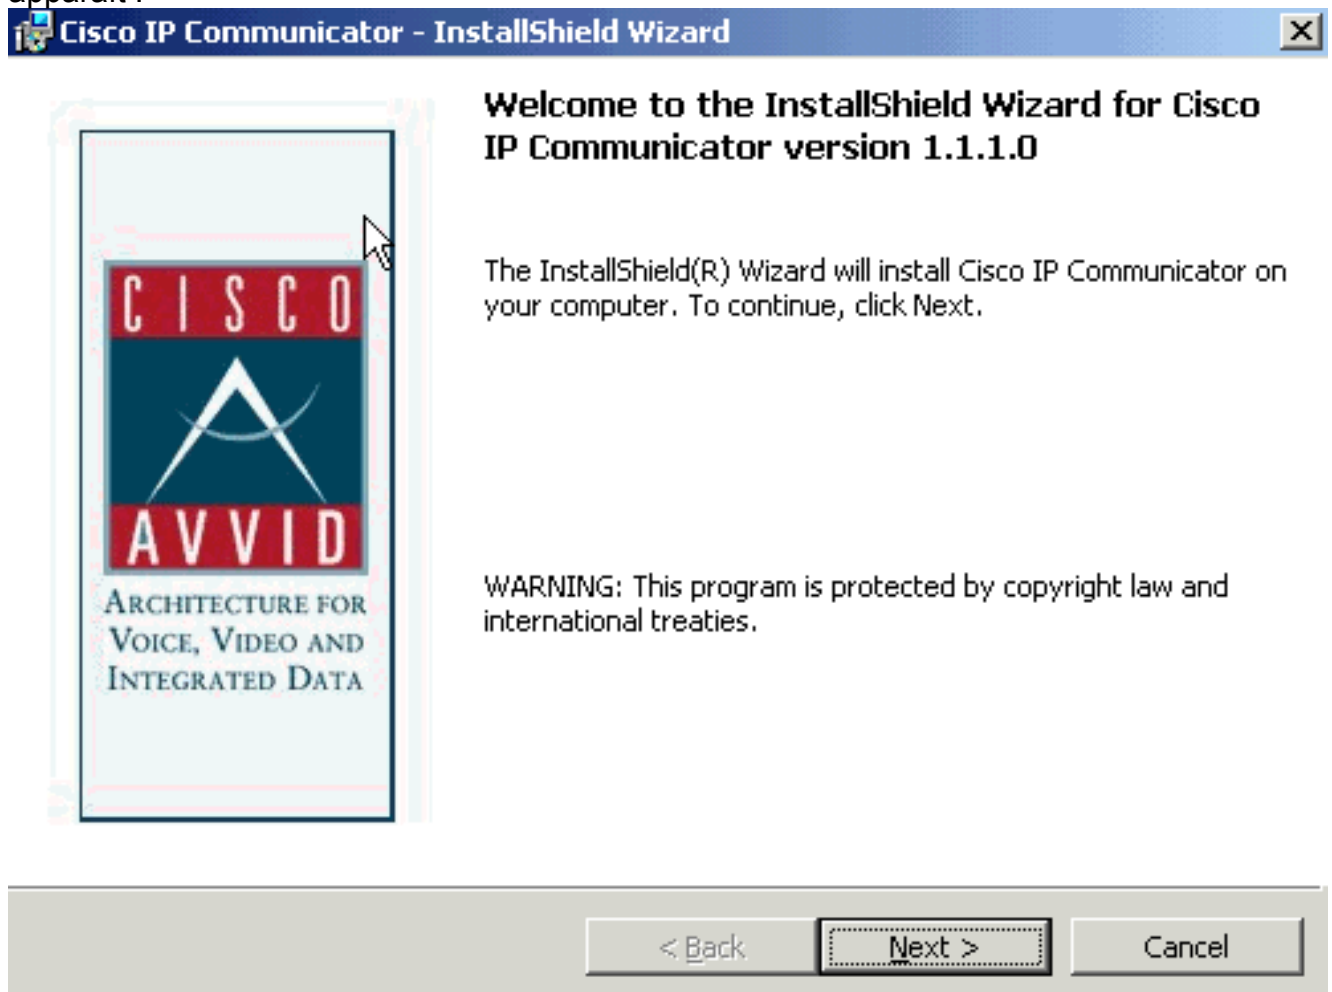 apparaît :
Cisco IP Communicator - InstallShield Wizard
Welcome to the InstallShield Wizard for Cisco
IP Communicator version 1.1.1.0
The InstallShield(R) Wizard will install Cisco IP Communicator on
your computer. To continue, click Next.
CISCO
AVVID
ARCHITECTURE FOR
VOICE, VIDEO AND
INTEGRATED DATA
WARNING: This program is protected by copyright law and
international treaties.
< Back
Next >
Cancel